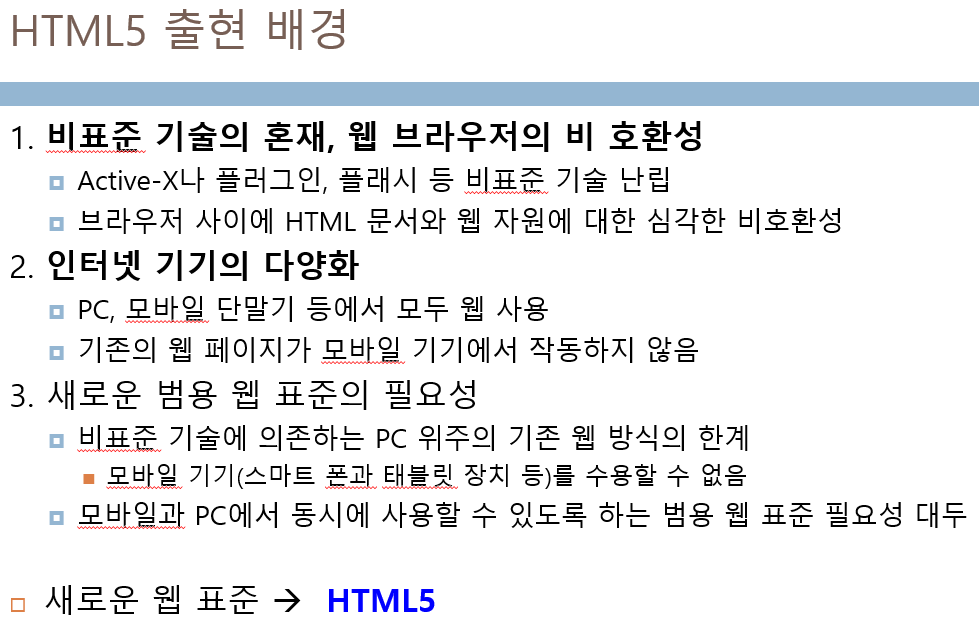 HTML5 출현 배경
1. 비표준 기술의 혼재, 웹 브라우저의 비 호환성
Active-X나 플러그인, 플래시 등 비표준 기술 난립
브라우저 사이에 HTML 문서와 웹 자원에 대한 심각한 비호환성
2. 인터넷 기기의 다양화
PC, 모바일 단말기 등에서 모두 웹 사용
기존의 웹 페이지가 모바일 기기에서 작동하지 않음
3. 새로운 범용 웹 표준의 필요성
비표준 기술에 의존하는 PC 위주의 기존 웹 방식의 한계
모바일 기기(스마트 폰과 태블릿 장치 등)를 수용할 수 없음
모바일과 PC에서 동시에 사용할 수 있도록 하는 범용 웹 표준 필요성 대두
새로운 웹 표준 → HTML5